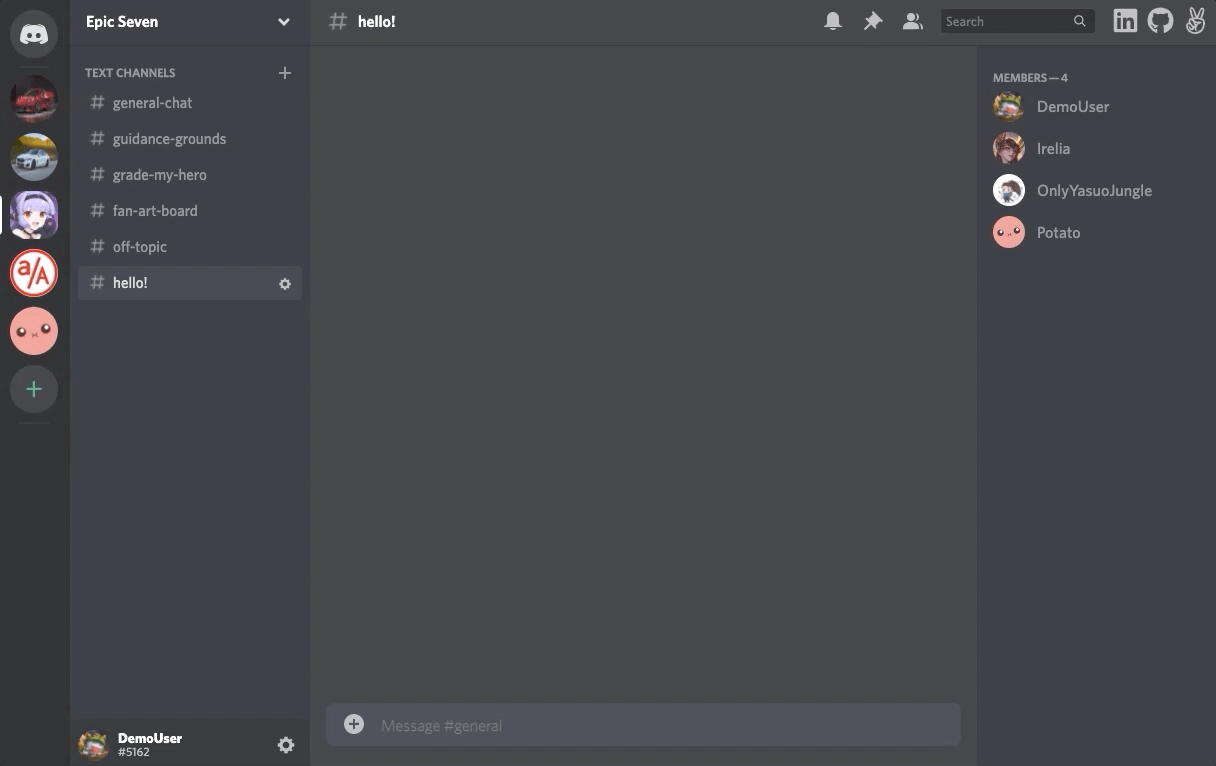 Epic Seven
hello!
Search
in
TEXT CHANNELS
# general-chat
# guidance-grounds
# grade-my-hero
# fan-art-board
# off-topic
# hello!
a/A
Message #general
MEMBERS—4
DemoUser
Irelia
OnlyYasuoJungle
Potato
DemoUser
#5162